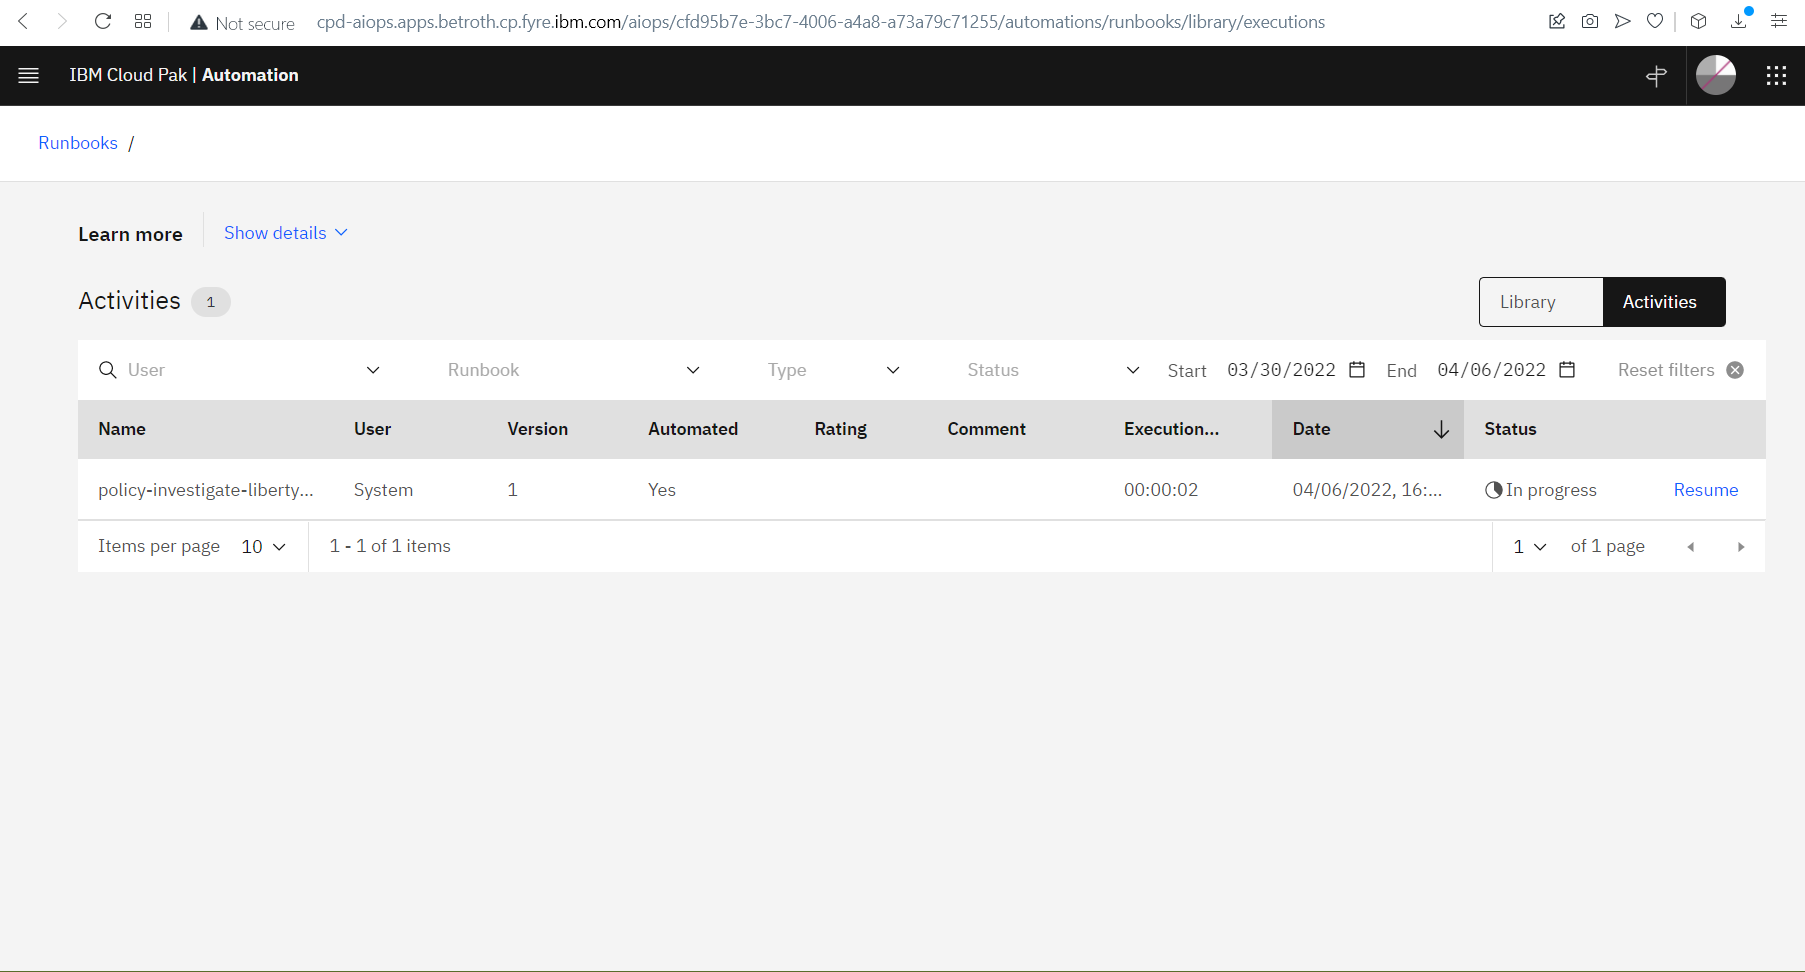 Not secure cpd-aiops.apps.betroth.cp.fyre.ibm.com/aiops/cfd95b7e-3bc7-4006-a4a8-a73a79c71255/automations/runbooks/library/executions
IBM Cloud Pak | Automation
Runbooks /
Learn more Show details
Activities 1 Library Activities
User Runbook Type Status Start 03/30/2022 End 04/06/2022 Reset filters
Name User Version Automated Rating Comment Execution... Date Status
policy-investigate-liberty... System 1 Yes 00:00:02 04/06/2022, 16:... In progress Resume
Items per page 10 1 - 1 of 1 items 1 of 1 page